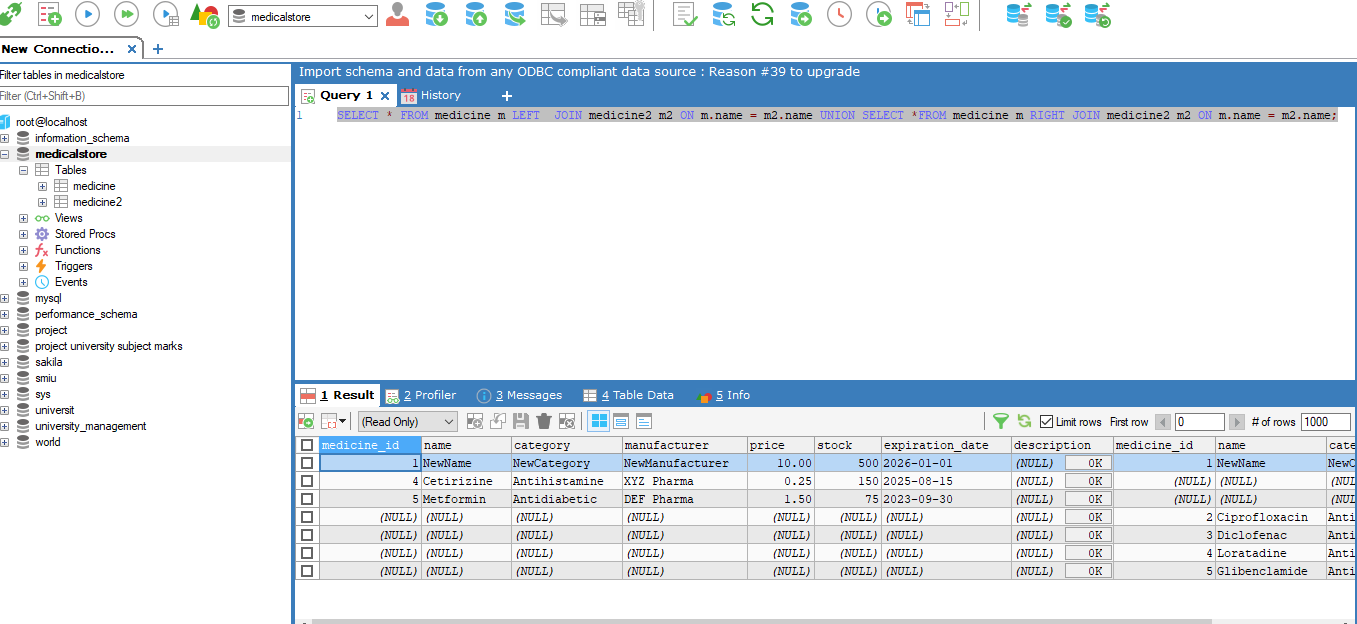 medicalstore
New Connectio... × +
Filter tables in medicalstore
Filter (Ctrl+Shift+B)
root@localhost
information_schema
medicalstore
Tables
medicine
medicine2
Views
Stored Procs
Functions
Triggers
Events
mysql
performance_schema
project
project university subject marks
sakila
smiu
sys
universit
university_management
world
Import schema and data from any ODBC compliant data source : Reason #39 to upgrade
Query 1 × 18 History +
1 SELECT * FROM medicine m LEFT  JOIN medicine2 m2 ON m.name = m2.name UNION SELECT *FROM medicine m RIGHT JOIN medicine2 m2 ON m.name = m2.name;
1 Result 2 Profiler 3 Messages 4 Table Data 5 Info
(Read Only) Limit rows First row 0 # of rows 1000
medicine_id name category manufacturer price stock expiration_date description medicine_id name cate
1 NewName NewCategory NewManufacturer 10.00 500 2026-01-01 (NULL) 0K 1 NewName NewC
4 Cetirizine Antihistamine XYZ Pharma 0.25 150 2025-08-15 (NULL) 0K (NULL) (NULL) (NUL
5 Metformin Antidiabetic DEF Pharma 1.50 75 2023-09-30 (NULL) 0K (NULL) (NULL) (NUL
(NULL) (NULL) (NULL) (NULL) (NULL) (NULL) (NULL) (NULL) 0K 2 Ciprofloxacin Anti
(NULL) (NULL) (NULL) (NULL) (NULL) (NULL) (NULL) (NULL) 0K 3 Diclofenac Anti
(NULL) (NULL) (NULL) (NULL) (NULL) (NULL) (NULL) (NULL) 0K 4 Loratadine Anti
(NULL) (NULL) (NULL) (NULL) (NULL) (NULL) (NULL) (NULL) 0K 5 Glibenclamide Anti